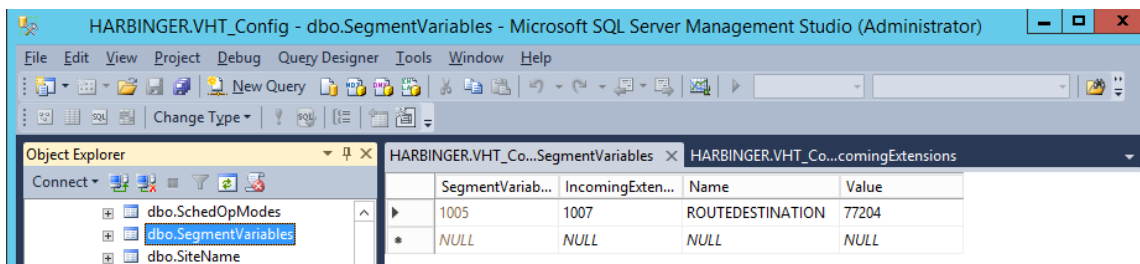 HARBINGER.VHT_Config - dbo.SegmentVariables - Microsoft SQL Server Management Studio (Administrator)
File Edit View Project Debug Query Designer Tools Window Help
New Query
Change Type
Object Explorer
HARBINGER.VHT_Co...SegmentVariables HARBINGER.VHT_Co...comingExtensions
Connect
SegmentVariab... IncomingExten... Name Value
dbo.SchedOpModes 1005 1007 ROUTEDESTINATION 77204
dbo.SegmentVariables NULL NULL NULL NULL
dbo.SiteName